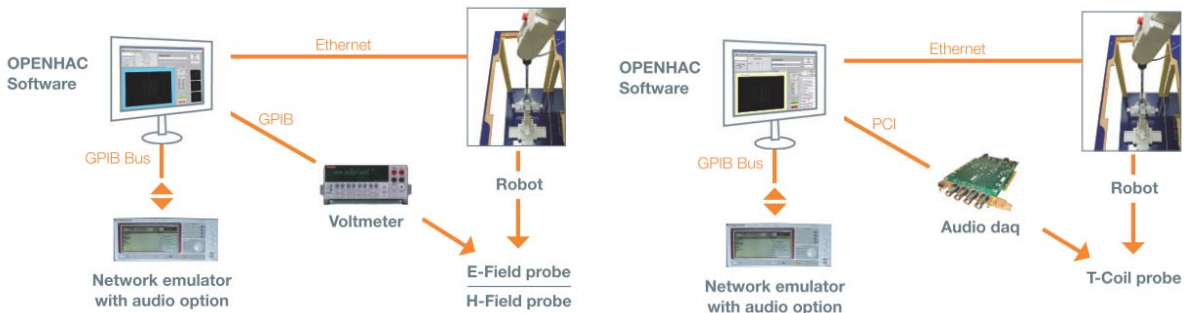 OPENHAC
Software
Ethernet
GPIB
GPIB Bus
Voltmeter
Robot
Network emulator
with audio option
E-Field probe
H-Field probe
OPENHAC
Software
Ethernet
PCI
GPIB Bus
Audio daq
Robot
Network emulator
with audio option
T-Coil probe